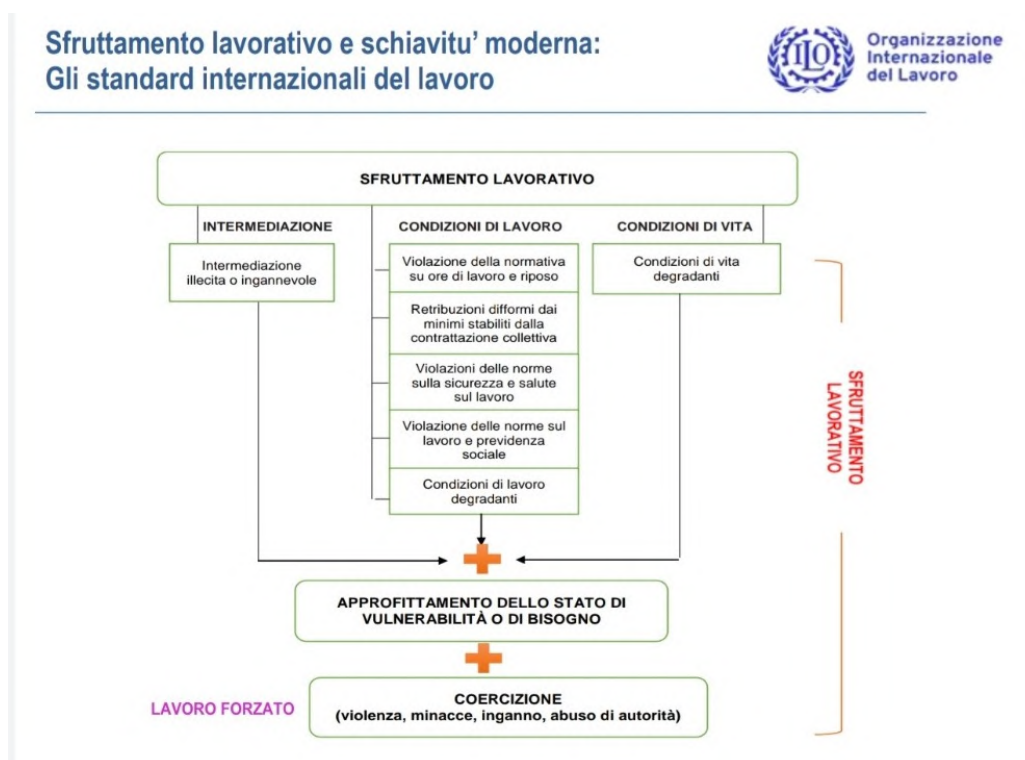 Sfruttamento lavorativo e schiavitu’ moderna:
Gli standard internazionali del lavoro
ILO
Organizzazione
Internazionale
del Lavoro
SFRUTTAMENTO LAVORATIVO
INTERMEDIAZIONE
Intermediazione
illecita o ingannevole
CONDIZIONI DI LAVORO
Violazione della normativa
su ore di lavoro e riposo
Retribuzioni difformi dai
minimi stabiliti dalla
contrattazione collettiva
Violazioni delle norme
sulla sicurezza e salute
sul lavoro
Violazione delle norme sul
lavoro e previdenza
sociale
Condizioni di lavoro
degradanti
CONDIZIONI DI VITA
Condizioni di vita
degradanti
SFRUTTAMENTO
LAVORATIVO
APPROFITTAMENTO DELLO STATO DI
VULNERABILITÀ O DI BISOGNO
LAVORO FORZATO
COERCIZIONE
(violenza, minacce, inganno, abuso di autorità)